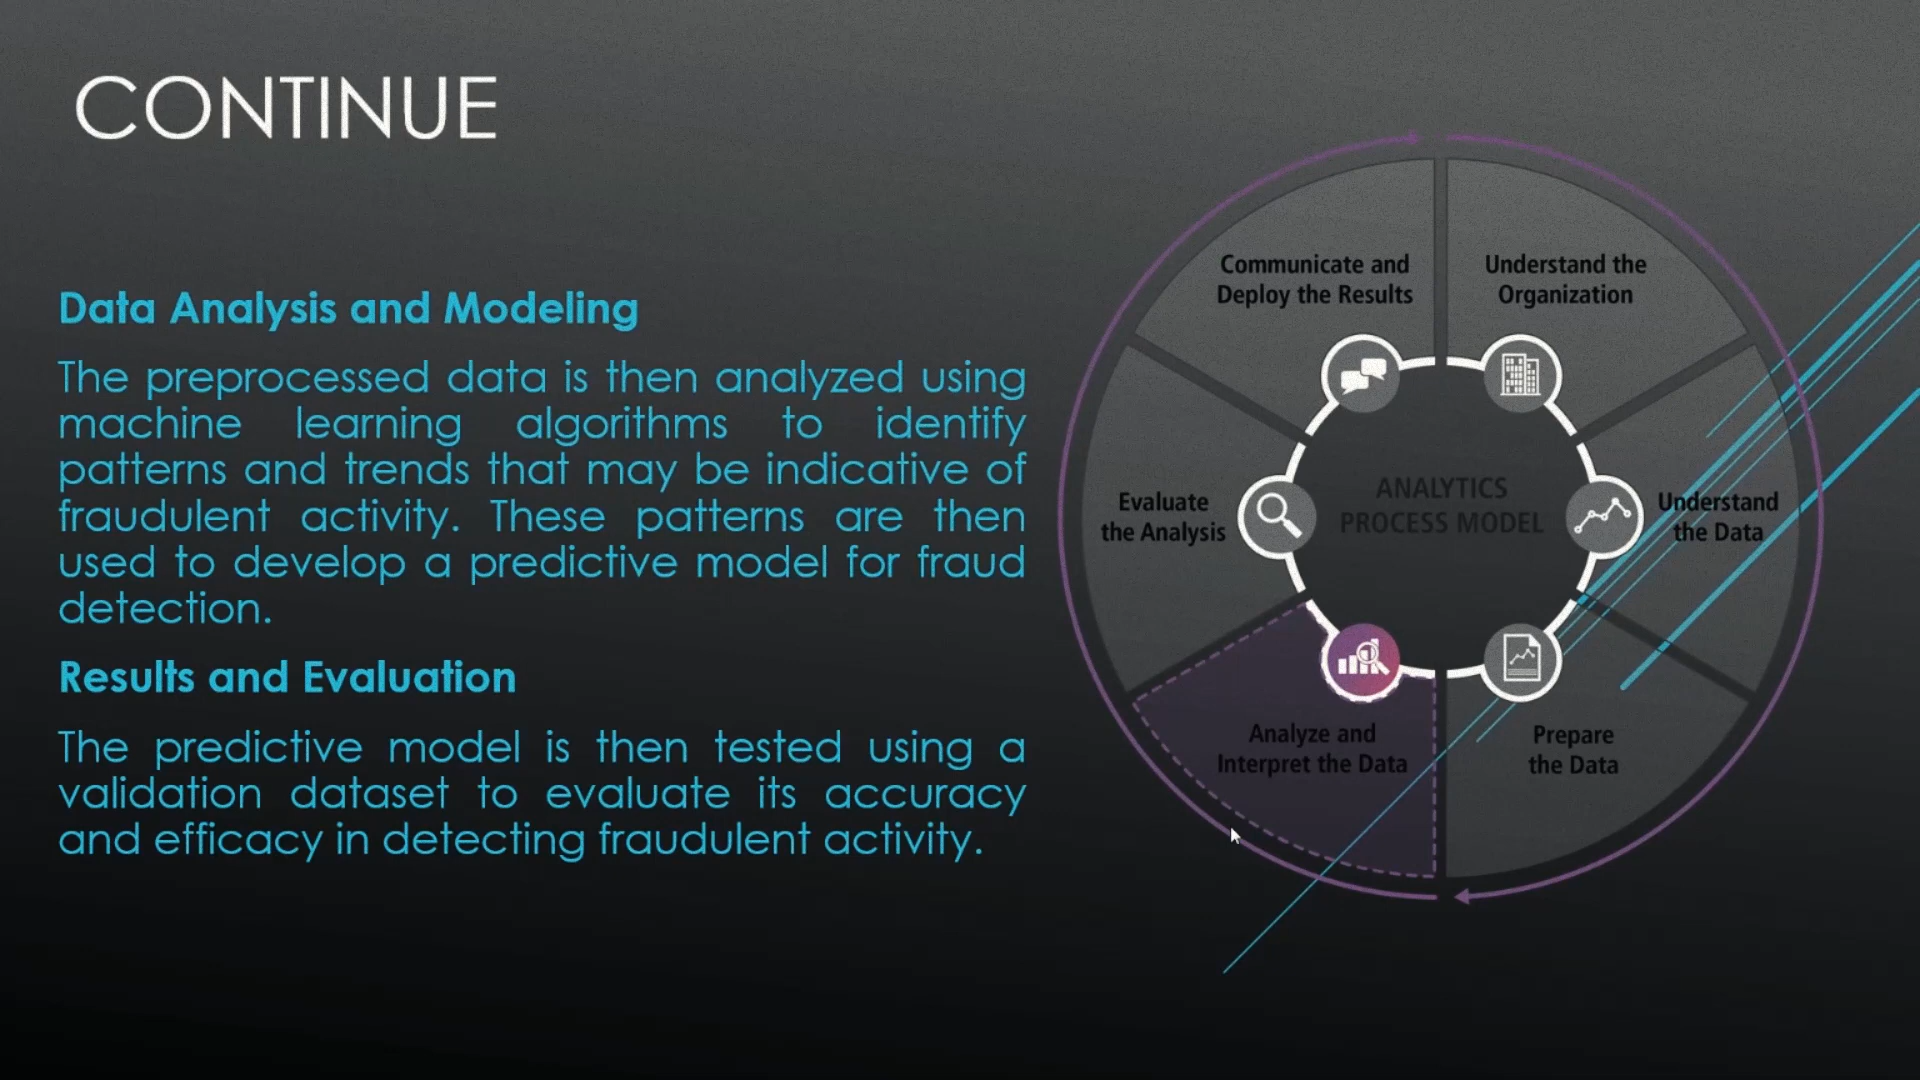 CONTINUE
Data Analysis and Modeling
The preprocessed data is then analyzed using
machine learning algorithms to identify
patterns and trends that may be indicative of
fraudulent activity. These patterns are then
used to develop a predictive model for fraud
detection.
Results and Evaluation
The predictive model is then tested using a
validation dataset to evaluate its accuracy
and efficacy in detecting fraudulent activity.
Communicate and
Deploy the Results
Understand the
Organization
Evaluate
the Analysis
ANALYTICS
PROCESS MODEL
Understand
the Data
Analyze and
Interpret the Data
Prepare
the Data